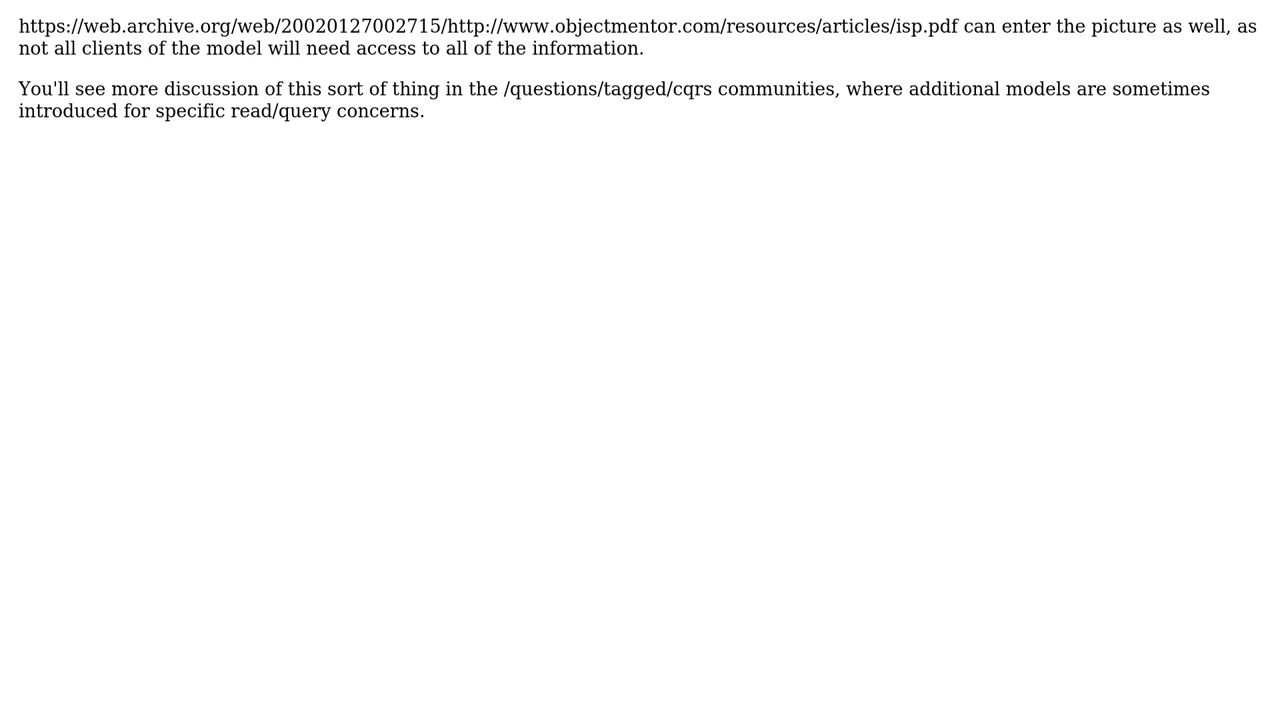 https://web.archive.org/web/20020127002715/http://www.objectmentor.com/resources/articles/isp.pdf can enter the picture as well, as
not all clients of the model will need access to all of the information.
You'll see more discussion of this sort of thing in the /questions/tagged/cqrs communities, where additional models are sometimes
introduced for specific read/query concerns.